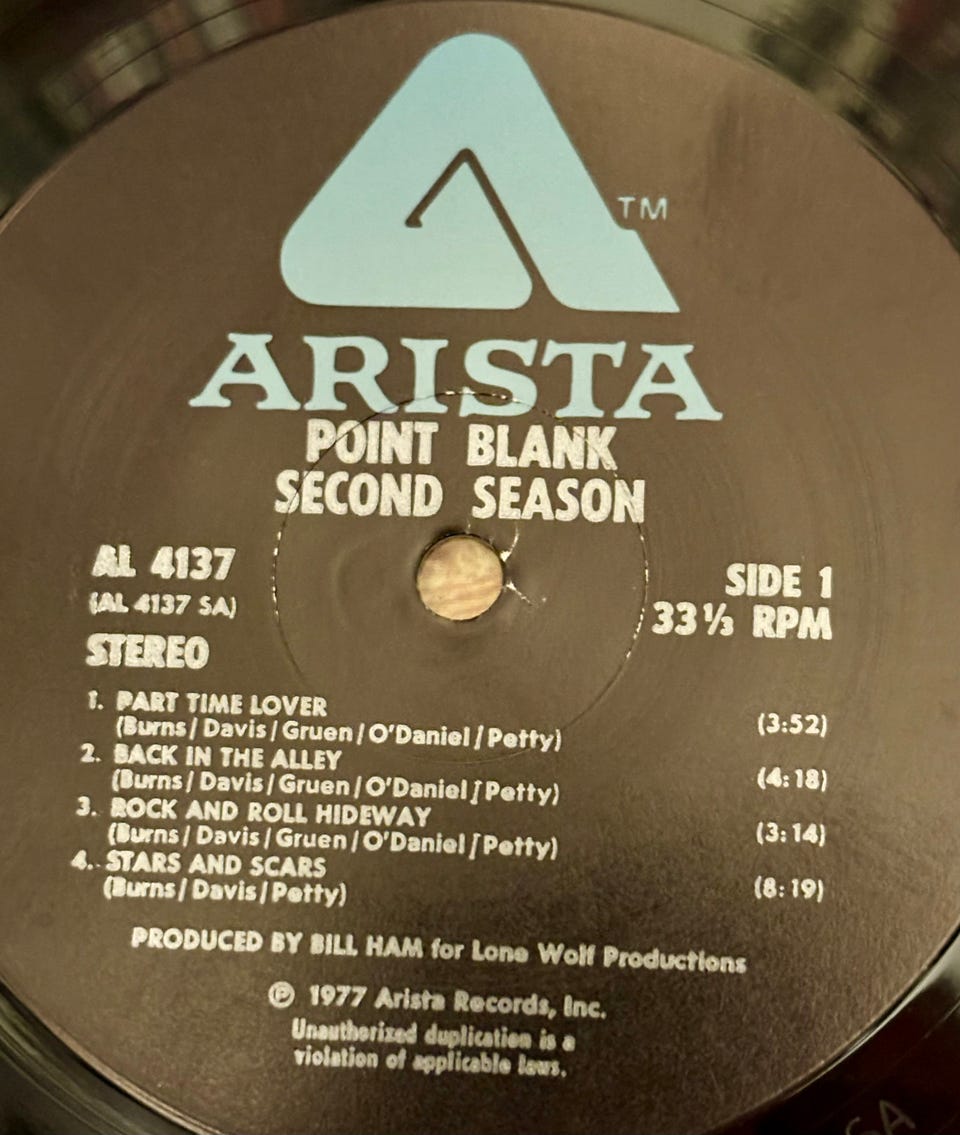 TM
ARISTA
POINT BLANK
SECOND SEASON
AL 4137
(AL 4137 SA)
STEREO
SIDE 1
33⅓ RPM
1. PART TIME LOVER
(Burns/Davis/Gruen/O'Daniel/Petty) (3:52)
2. BACK IN THE ALLEY
(Burns/Davis/Gruen/O'Daniel/Petty) (4:18)
3. ROCK AND ROLL HIDEWAY
(Burns/Davis/Gruen/O'Daniel/Petty) (3:14)
4. STARS AND SCARS
(Burns/Davis/Petty) (8:19)
PRODUCED BY BILL HAM for Lone Wolf Productions
℗ 1977 Arista Records, Inc.
Unauthorized duplication is a
violation of applicable laws.